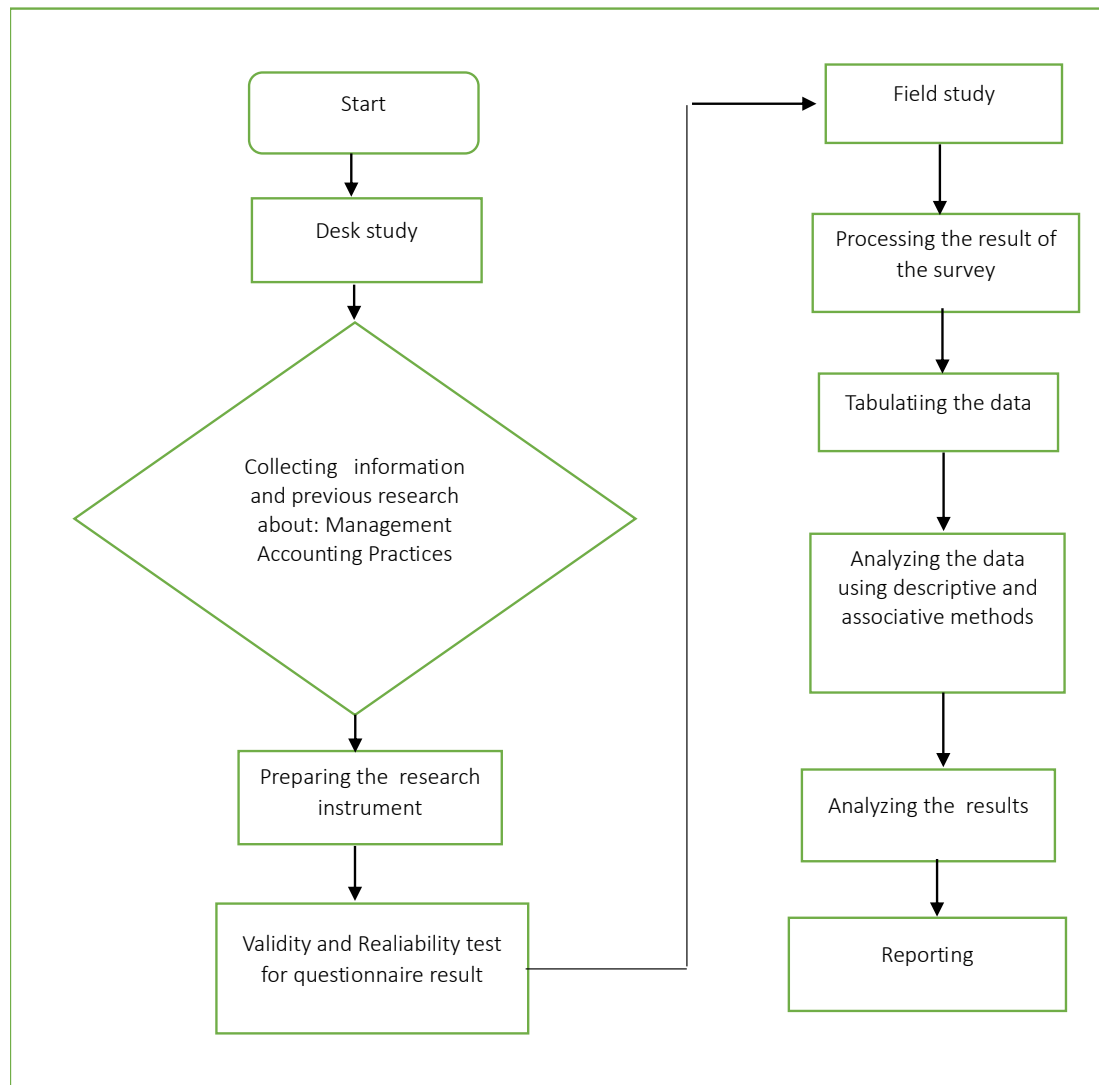 Start
Desk study
Collecting information
and previous research
about: Management
Accounting Practices
Preparing the research
instrument
Validity and Realiability test
for questionnaire result
Field study
Processing the result of
the survey
Tabulatiing the data
Analyzing the data
using descriptive and
associative methods
Analyzing the results
Reporting